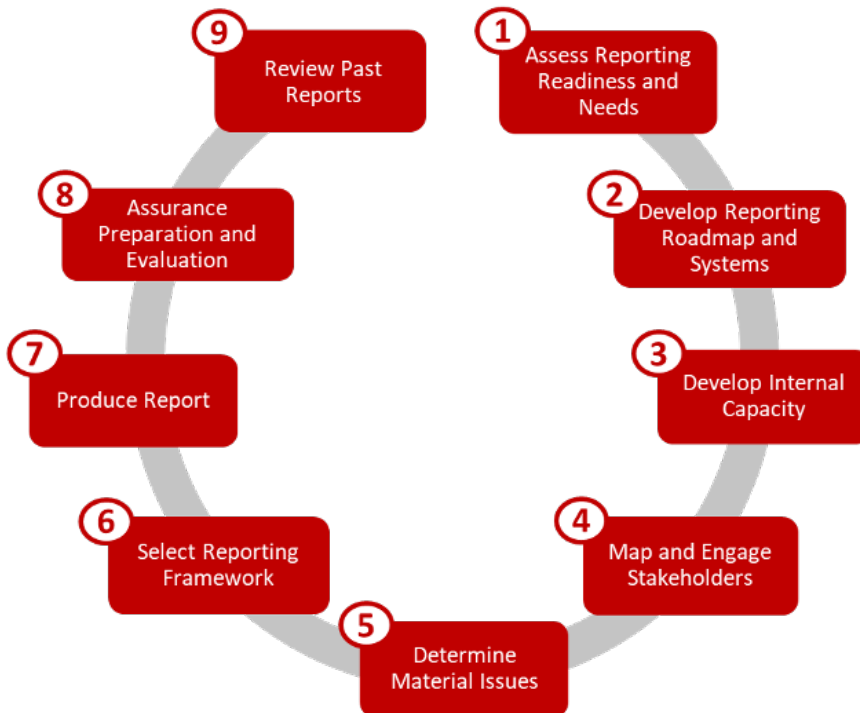 1
Assess Reporting
Readiness and
Needs
2
Develop Reporting
Roadmap and
Systems
3
Develop Internal
Capacity
4
Map and Engage
Stakeholders
5
Determine
Material Issues
6
Select Reporting
Framework
7
Produce Report
8
Assurance
Preparation and
Evaluation
9
Review Past
Reports